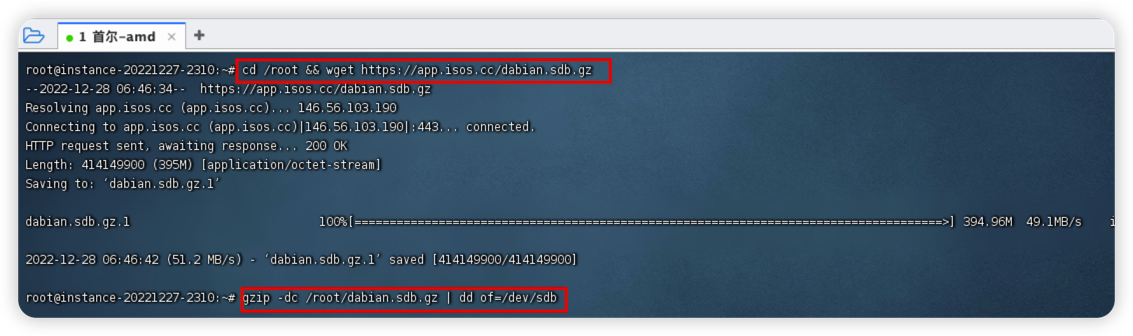 1 首尔-amd × +
root@instance-20221227-2310:~# cd /root && wget https://app.isos.cc/dabian.sdb.gz
--2022-12-28 06:46:34-- https://app.isos.cc/dabian.sdb.gz
Resolving app.isos.cc (app.isos.cc)... 146.56.103.190
Connecting to app.isos.cc (app.isos.cc)|146.56.103.190|:443... connected.
HTTP request sent, awaiting response... 200 OK
Length: 414149900 (395M) [application/octet-stream]
Saving to: ‘dabian.sdb.gz.1’
dabian.sdb.gz.1 100%[===================================================================================>] 394.96M 49.1MB/s i
2022-12-28 06:46:42 (51.2 MB/s) - ‘dabian.sdb.gz.1’ saved [414149900/414149900]
root@instance-20221227-2310:~# gzip -dc /root/dabian.sdb.gz | dd of=/dev/sdb